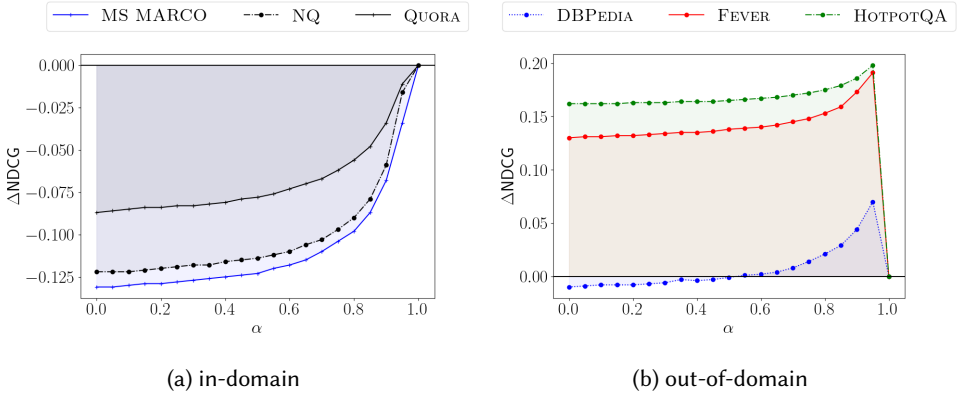 MS MARCO NQ QUORA
0.000
−0.025
−0.050
−0.075
−0.100
−0.125
ΔNDCG
0.0 0.2 0.4 0.6 0.8 1.0
α
(a) in-domain
DBPEDIA FEVER HOTPOTQA
0.20
0.15
0.10
0.05
0.00
ΔNDCG
0.0 0.2 0.4 0.6 0.8 1.0
α
(b) out-of-domain